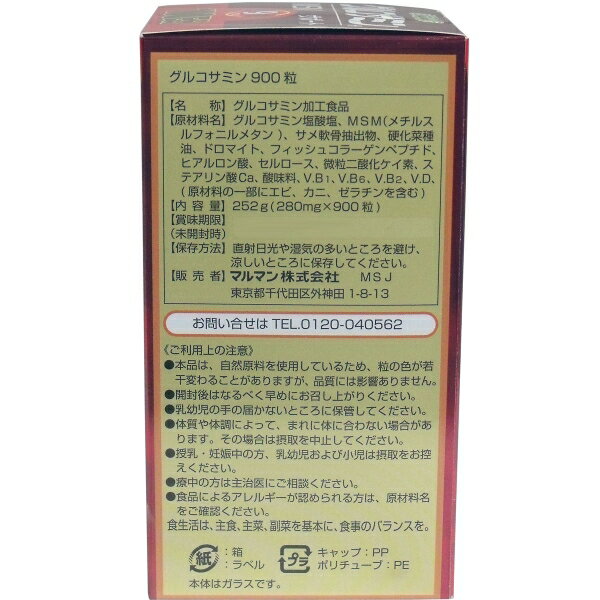 グルコサミン 900 粒
【名　　称】グルコサミン加工食品
【原材料名】グルコサミン塩酸塩、MSM(メチルス
ルフォニルメタン )、サメ軟骨抽出物、硬化菜種
油、ドロマイト、フィッシュコラーゲンペプチド、
ヒアルロン酸、セルロース、微粒二酸化ケイ素、ス
テアリン酸Ca、酸味料、V.B1、V.B6、V.B2、V.D、
( 原材料の一部にエビ、カニ、ゼラチンを含む )
【内 容 量】252g(280mg×900 粒 )
【賞味期限】
(未開封時)
【保存方法】直射日光や湿気の多いところを避け、
涼しいところに保存してください。
【販 売 者】マルマン株式会社　MSJ
東京都千代田区外神田 1-8-13
お問い合せは TEL.0120-040562
《ご利用上の注意》
●本品は、自然原料を使用しているため、粒の色が若
干変わることがありますが、品質には影響ありません。
●開封後はなるべく早めにお召し上がりください。
●乳幼児の手の届かないところに保管してください。
●体質や体調によって、まれに体に合わない場合があ
ります。その場合は摂取を中止してください。
●授乳・妊娠中の方、乳幼児および小児は摂取をお控
えください。
●療中の方は主治医にご相談ください。
●食品によるアレルギーが認められる方は、原材料名
をご確認ください。
食生活は、主食、主菜、副菜を基本に、食事のバランスを。
紙 ：箱 ：ラベル
プラ キャップ：PP ポリチューブ：PE
本体はガラスです。